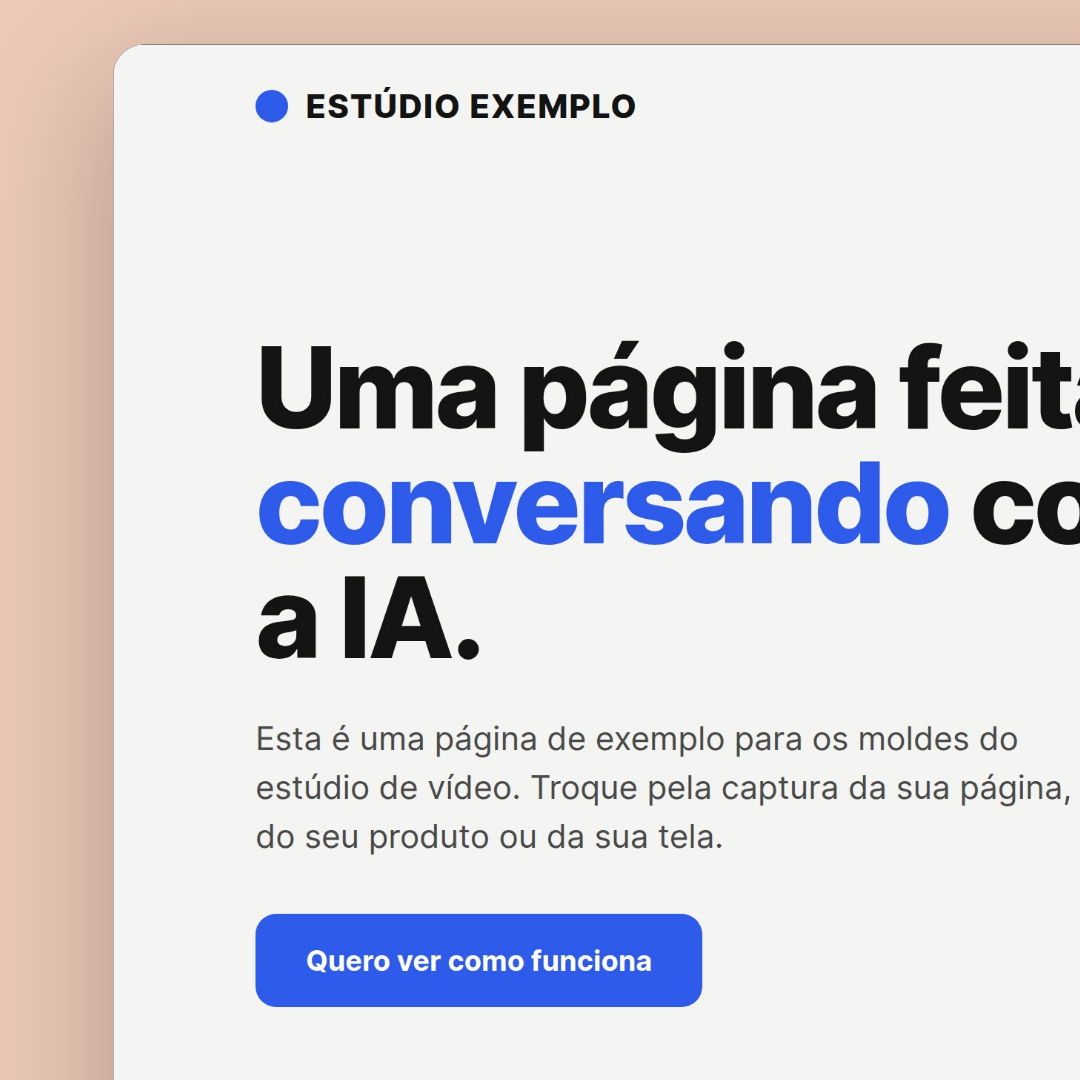 ESTÚDIO EXEMPLO
Uma página feita
conversando co
a IA.
Esta é uma página de exemplo para os moldes do
estúdio de vídeo. Troque pela captura da sua página,
do seu produto ou da sua tela.
Quero ver como funciona